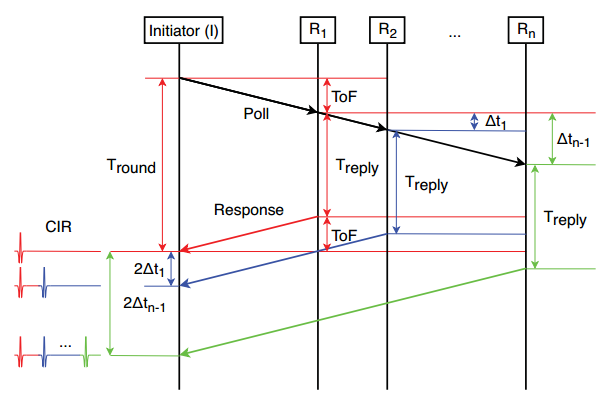 Initiator (I) R1 R2 ... Rn
ToF
Poll
Δt1
Δtn-1
Tround
Treply
Treply
Response
Treply
CIR
ToF
2Δt1
2Δtn-1
...